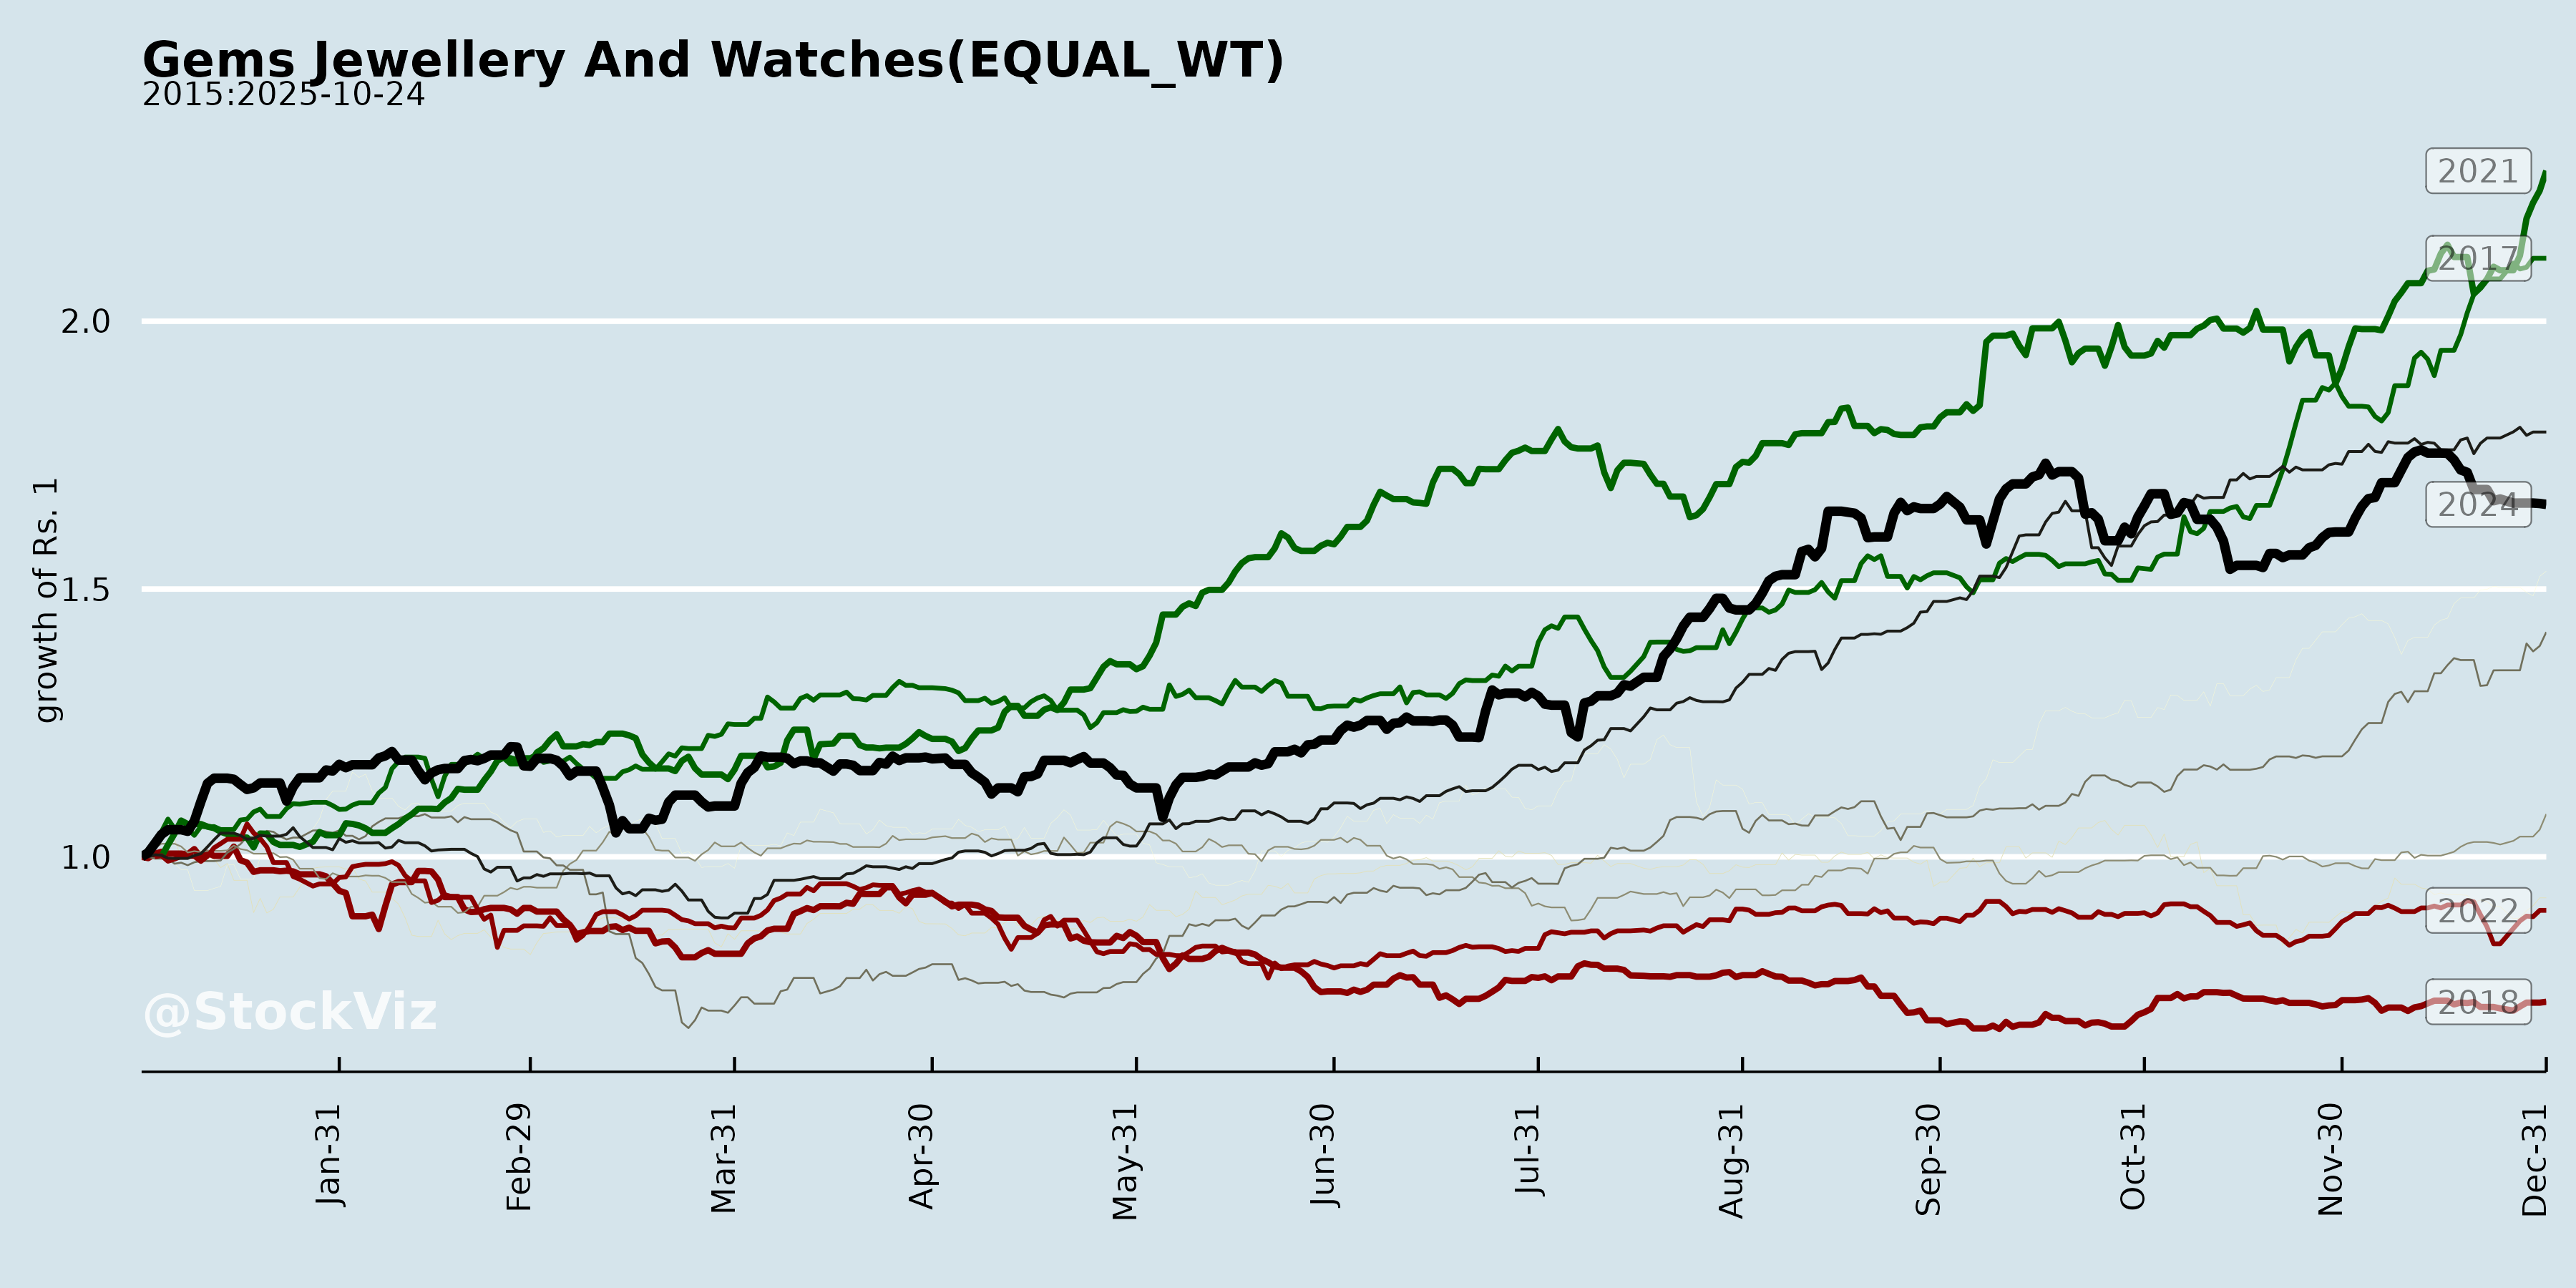 Gems Jewellery And Watches(EQUAL_WT)
2015:2025-10-24
2021
2017
2.0
2024
growth of Rs. 1
1.5
1.0
2022
2018
@StockViz
Jan-31
Feb-29
Mar-31
Apr-30
May-31
Jun-30
Jul-31
Aug-31
Sep-30
Oct-31
Nov-30
Dec-31